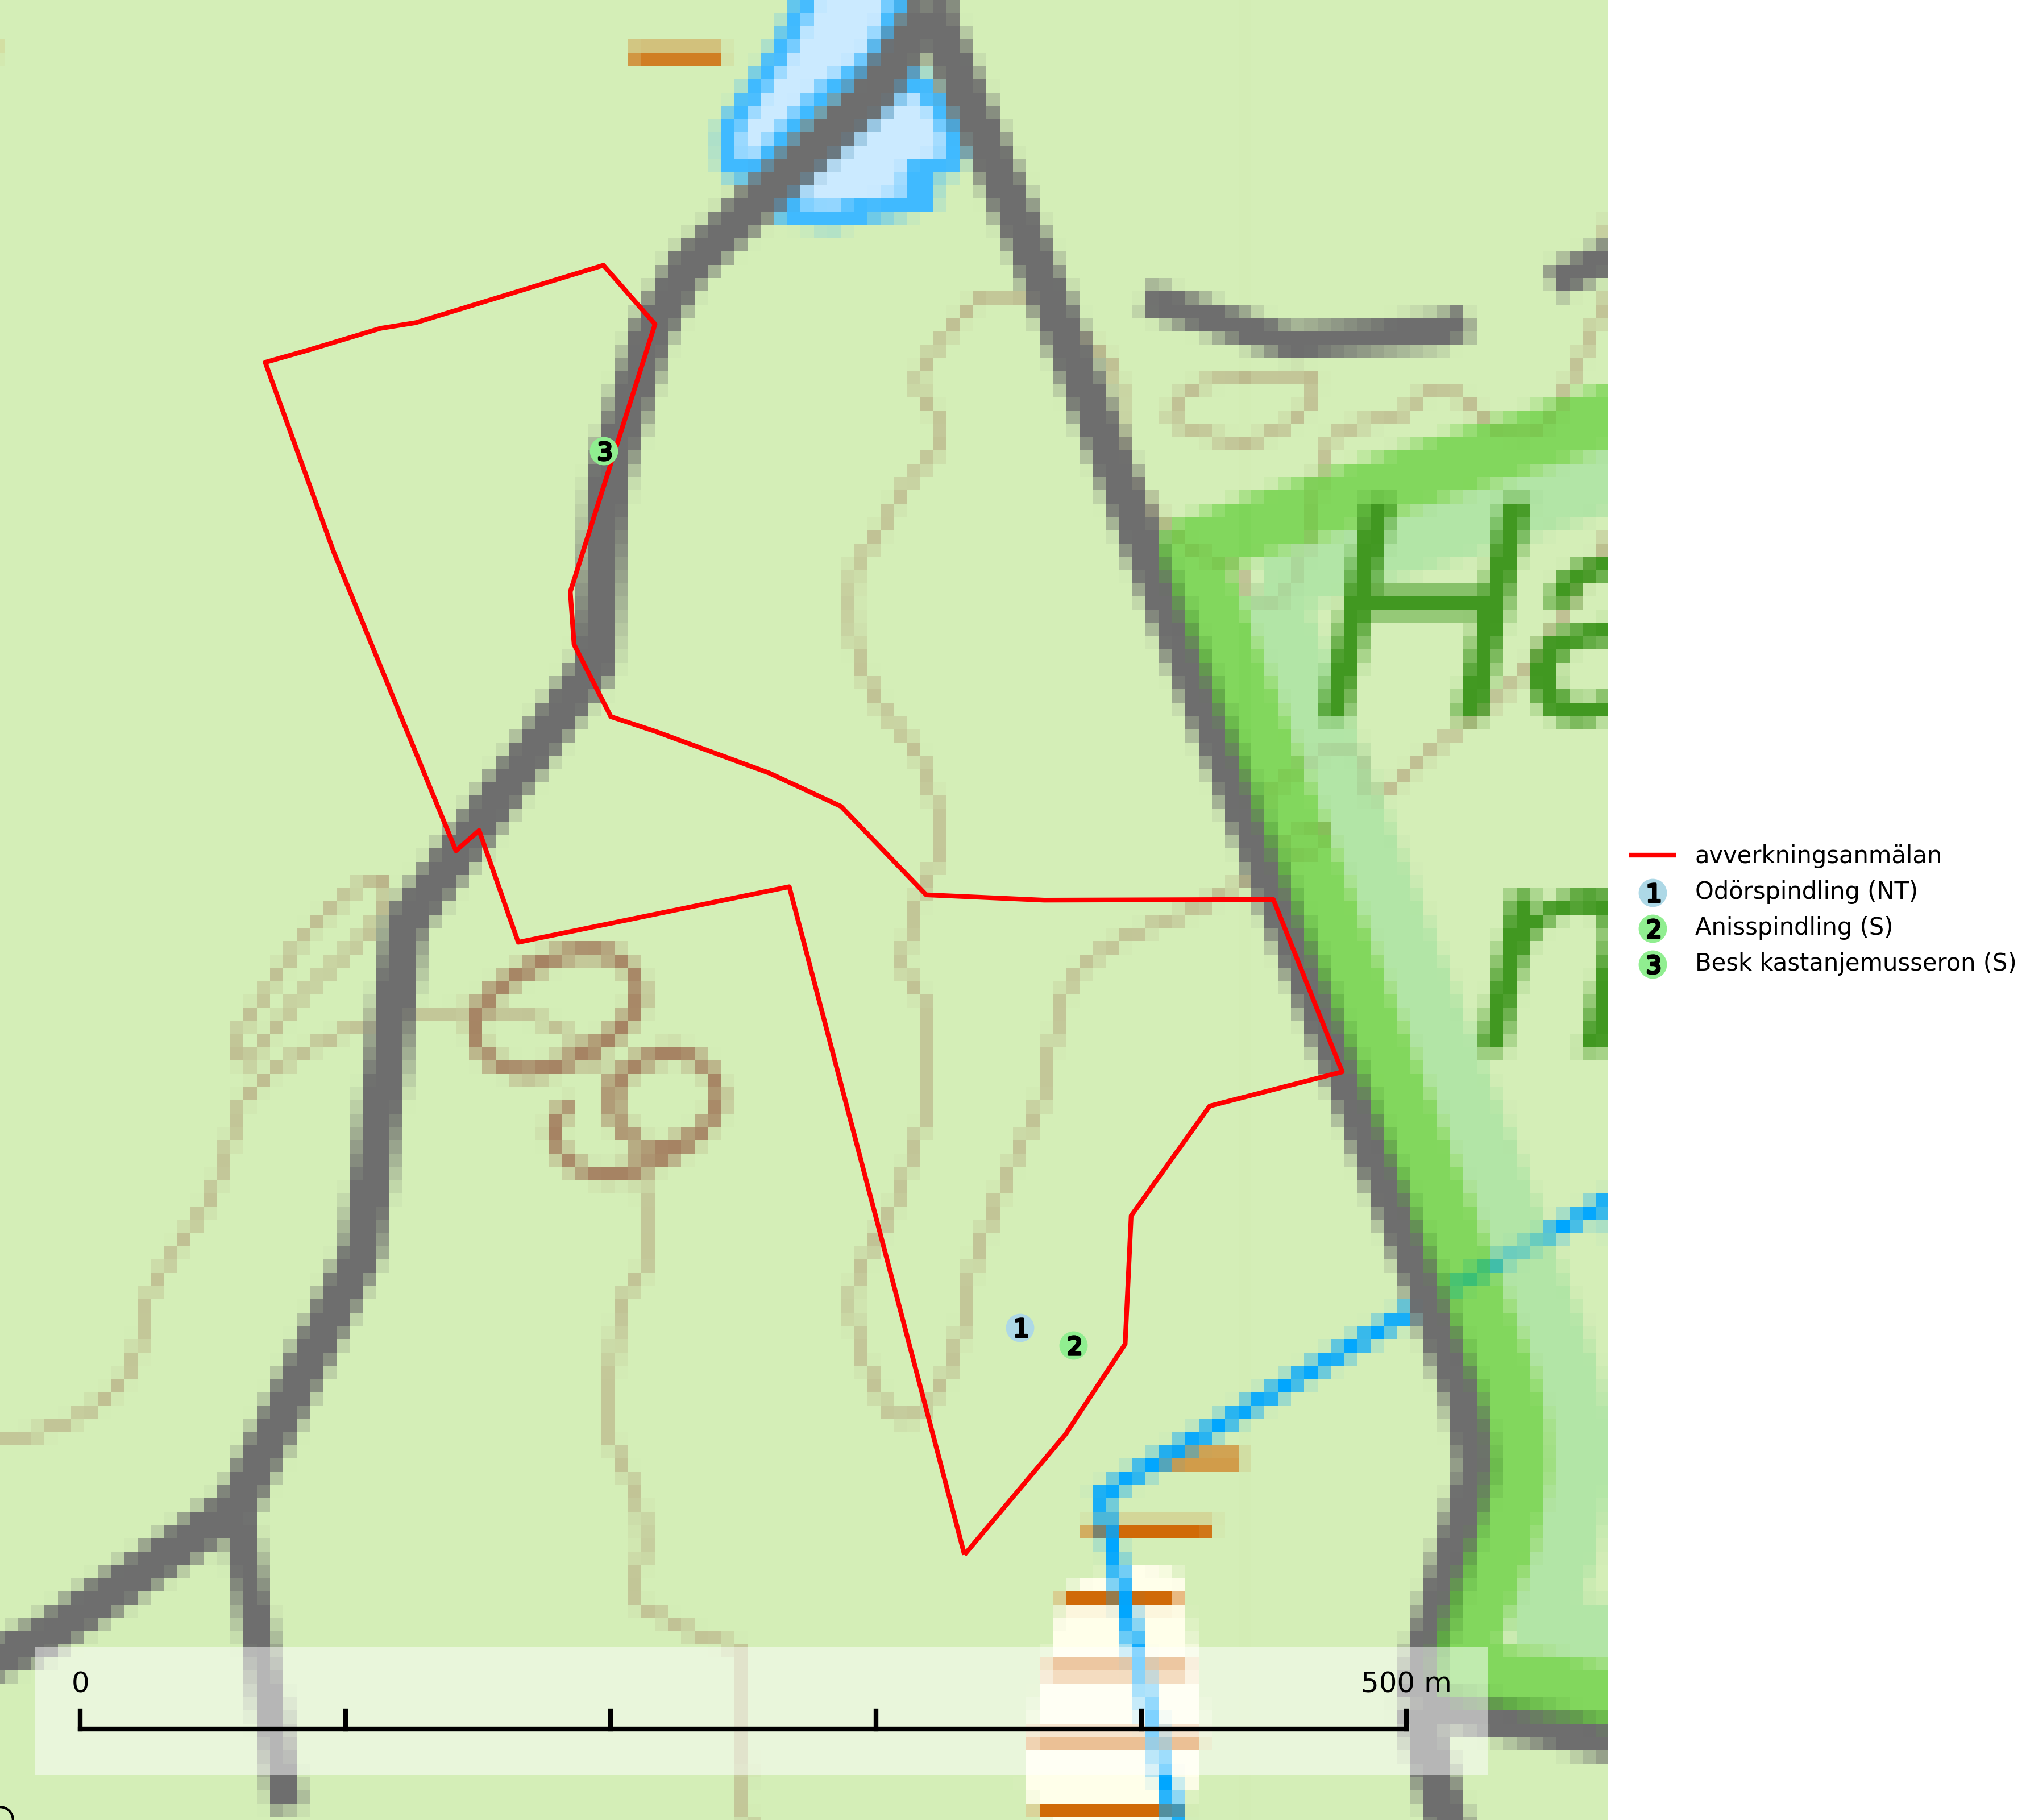 3
H
1
2
0
500 m
avverkningsanmälan
1 Odörspindling (NT)
2 Anisspindling (S)
3 Besk kastanjemusseron (S)